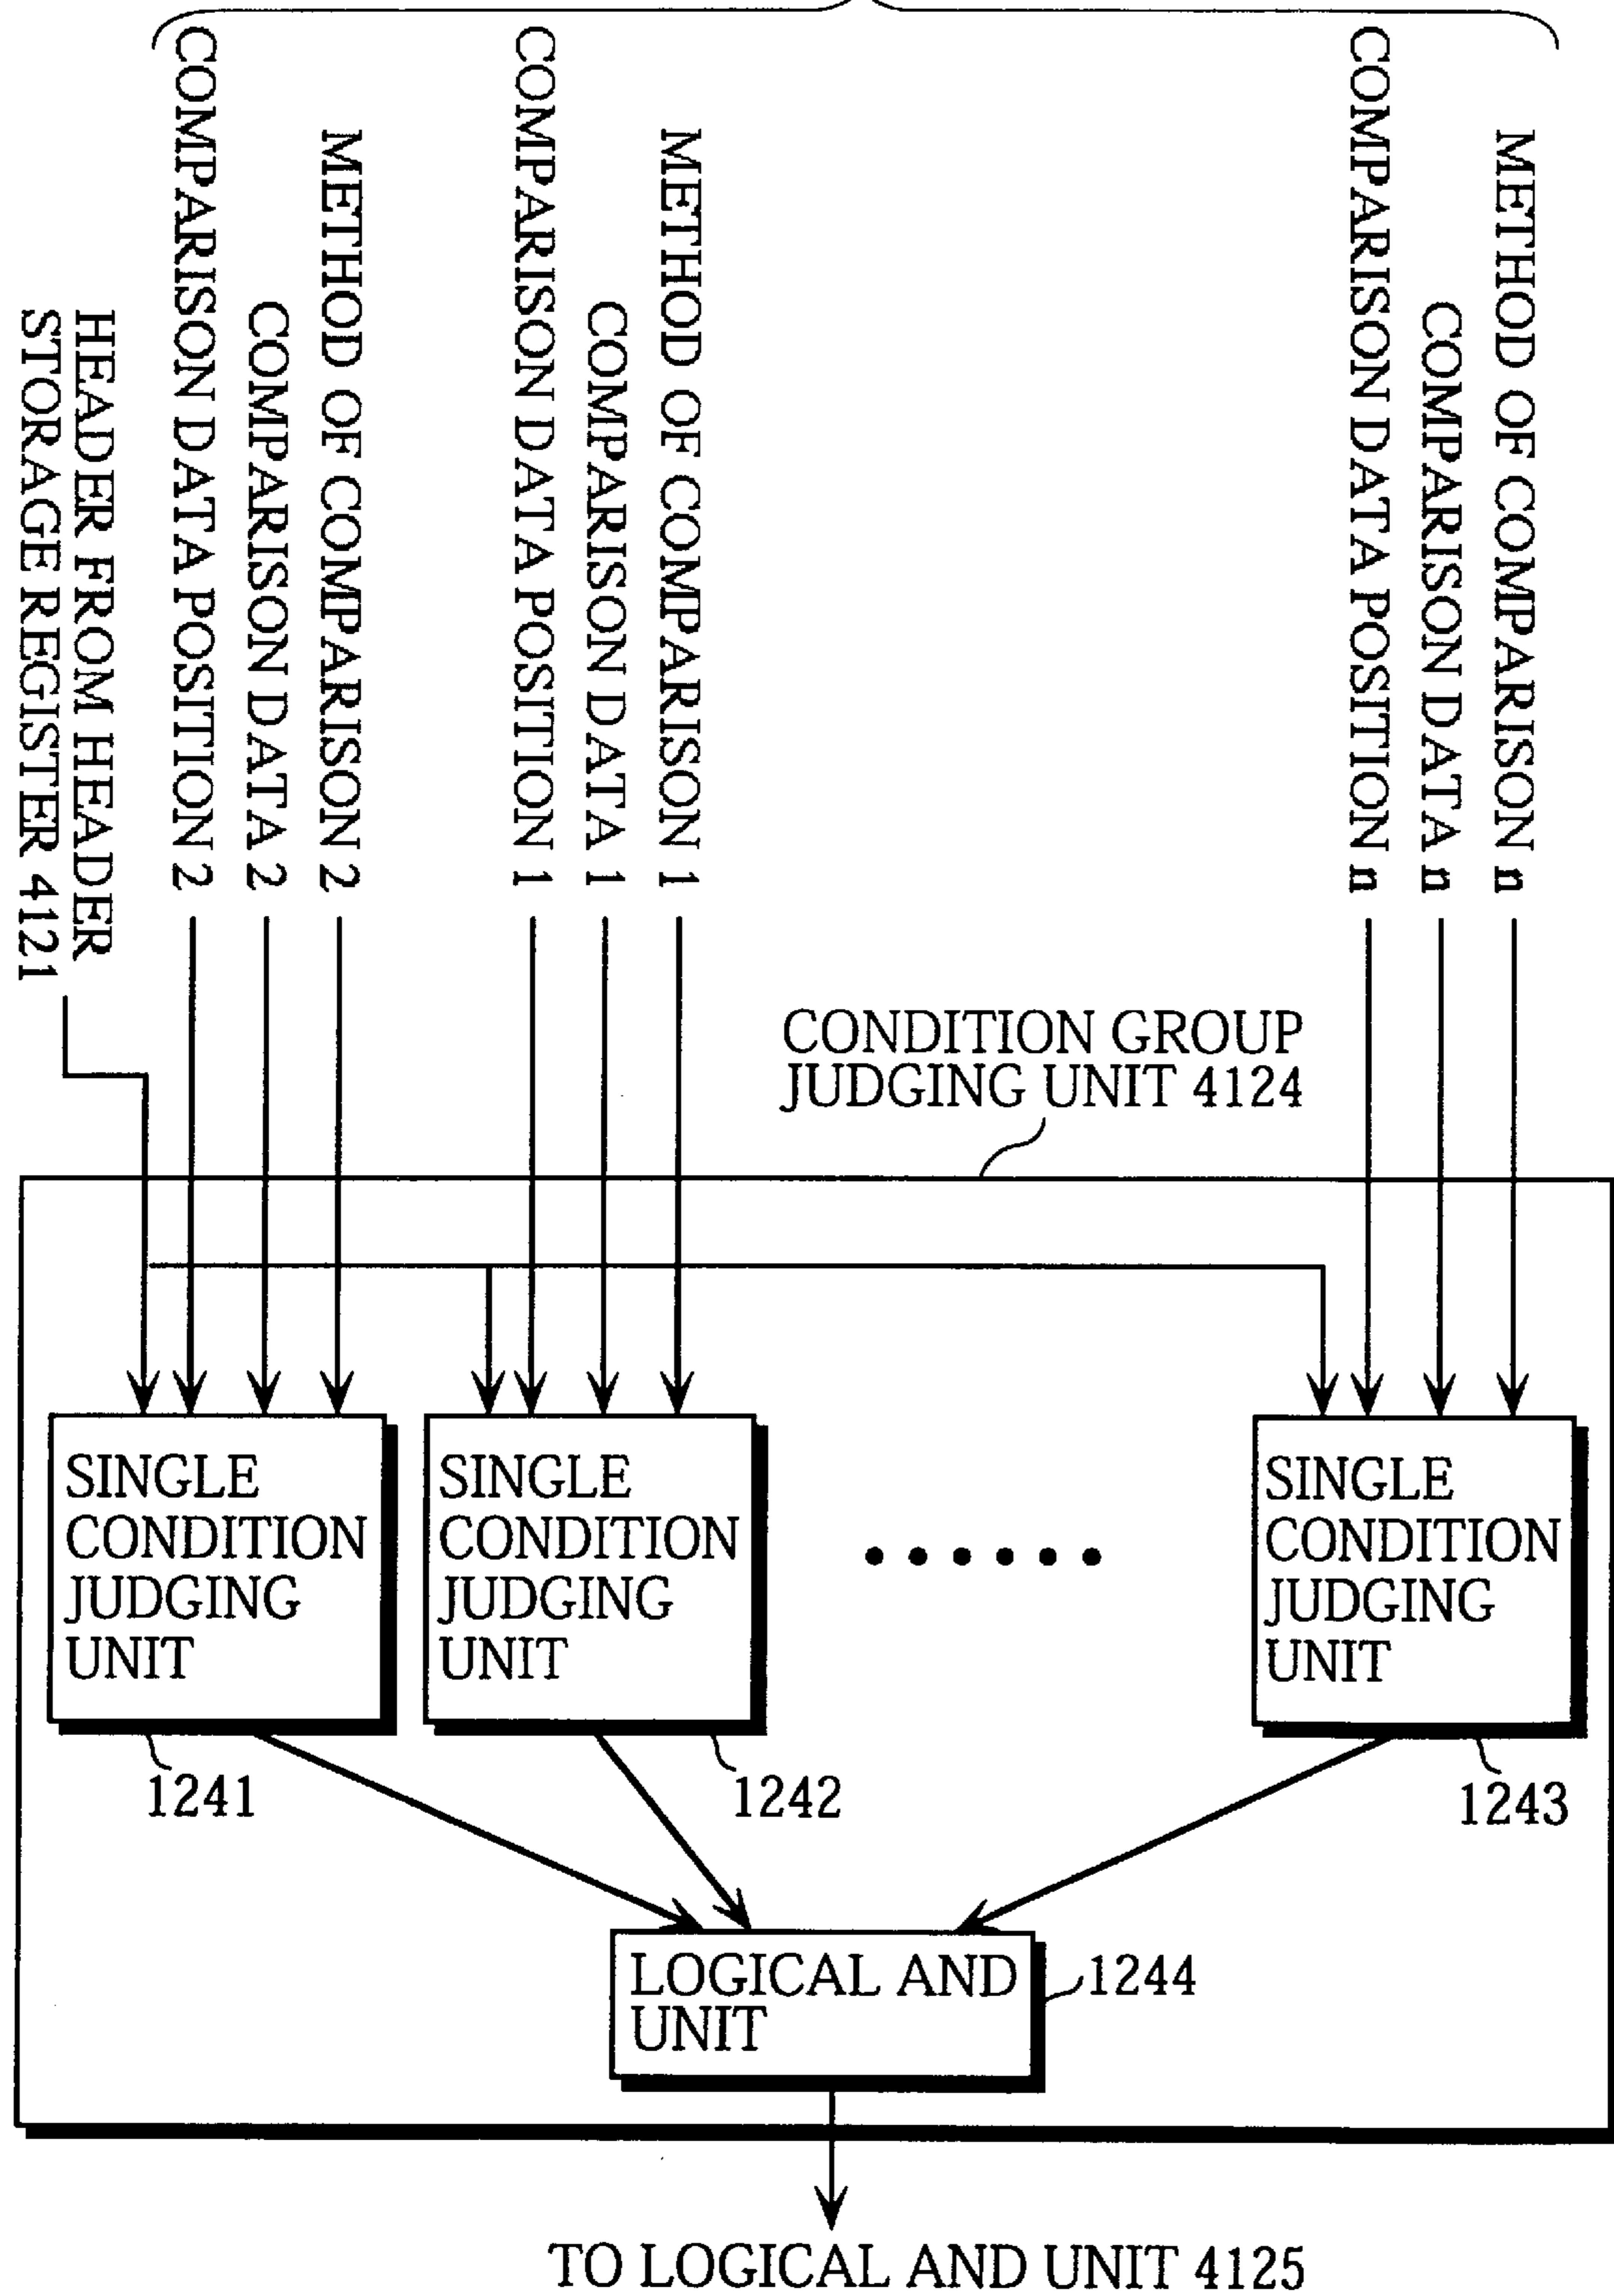 HEADER FROM HEADER
STORAGE REGISTER 4121
COMPARISON DATA POSITION 2
COMPARISON DATA 2
METHOD OF COMPARISON 2
COMPARISON DATA POSITION 1
COMPARISON DATA 1
METHOD OF COMPARISON 1
COMPARISON DATA POSITION n
COMPARISON DATA n
METHOD OF COMPARISON n
CONDITION GROUP
JUDGING UNIT 4124
SINGLE
CONDITION
JUDGING
UNIT
1241
SINGLE
CONDITION
JUDGING
UNIT
1242
SINGLE
CONDITION
JUDGING
UNIT
1243
LOGICAL AND
UNIT
1244
TO LOGICAL AND UNIT 4125